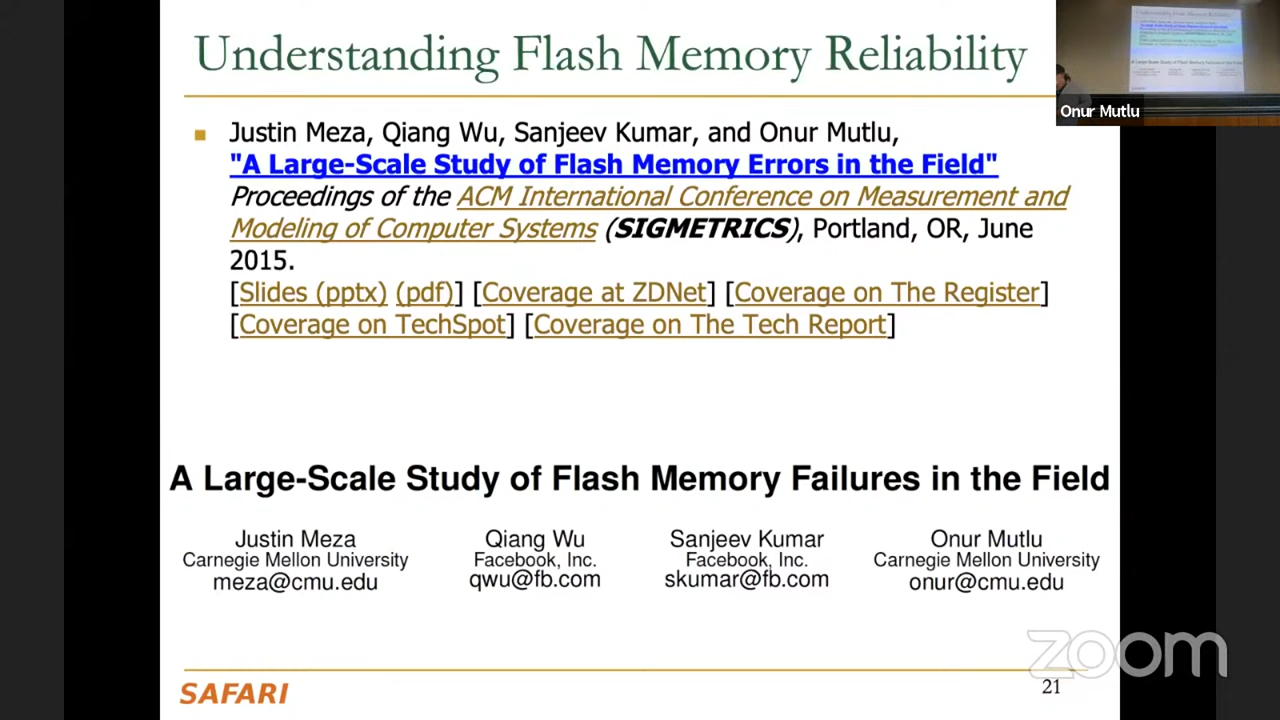 Understanding Flash Memory Reliability
Onur Mutlu
Justin Meza, Qiang Wu, Sanjeev Kumar, and Onur Mutlu,
"A Large-Scale Study of Flash Memory Errors in the Field"
Proceedings of the ACM International Conference on Measurement and
Modeling of Computer Systems (SIGMETRICS), Portland, OR, June
2015.
[Slides (pptx) (pdf)] [Coverage at ZDNet] [Coverage on The Register]
[Coverage on TechSpot] [Coverage on The Tech Report]
A Large-Scale Study of Flash Memory Failures in the Field
Justin Meza Qiang Wu Sanjeev Kumar Onur Mutlu
Carnegie Mellon University Facebook, Inc. Facebook, Inc. Carnegie Mellon University
meza@cmu.edu qwu@fb.com skumar@fb.com onur@cmu.edu
zoom
SAFARI 21